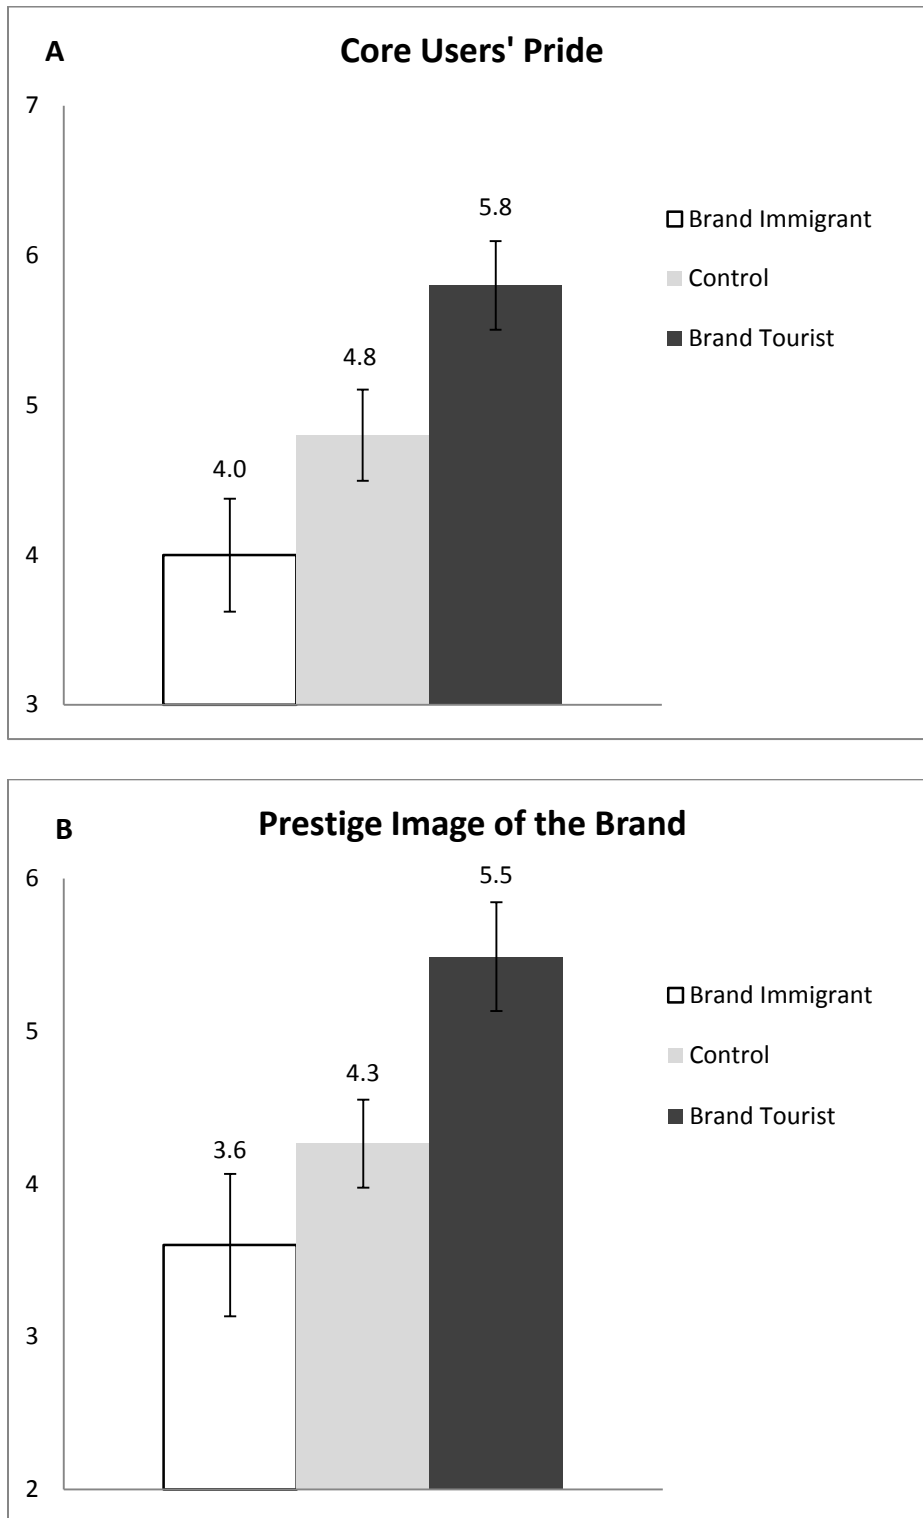 A
Core Users' Pride
7
6
5
4
3
4.0
4.8
5.8
Brand Immigrant
Control
Brand Tourist
B
Prestige Image of the Brand
6
5
4
3
2
3.6
4.3
5.5
Brand Immigrant
Control
Brand Tourist